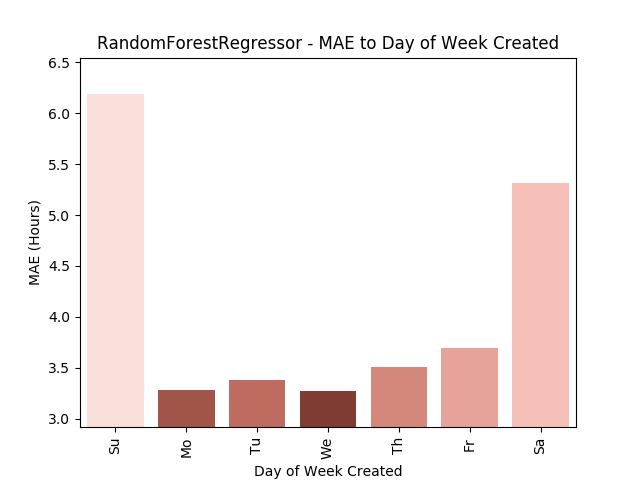 RandomForestRegressor - MAE to Day of Week Created
6.5
6.0
5.5
5.0
4.5
4.0
3.5
3.0
MAE (Hours)
Su
Mo
Tu
We
Th
Fr
Sa
Day of Week Created